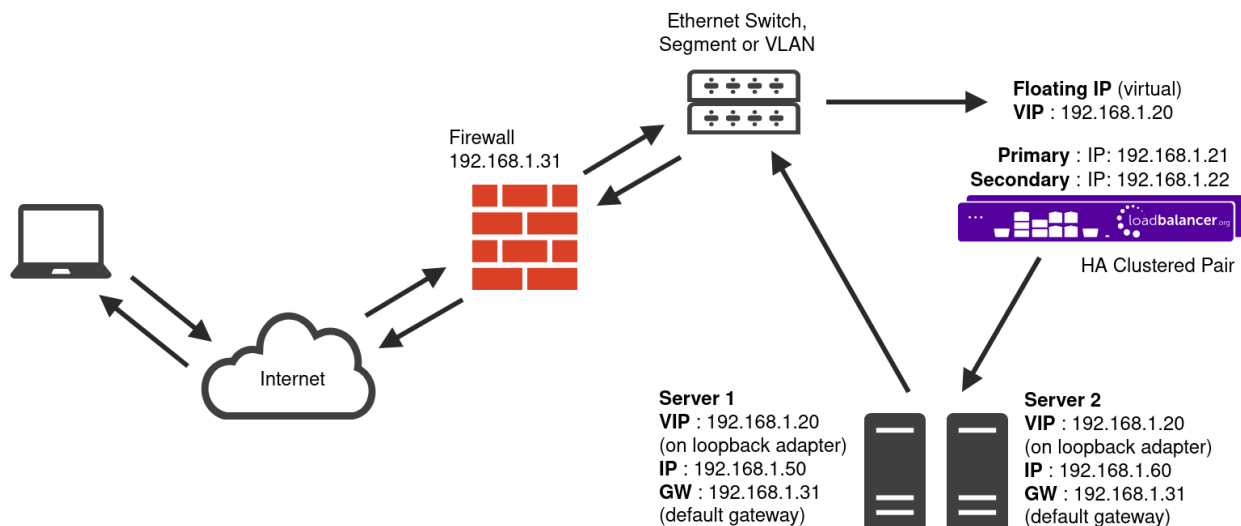 Ethernet Switch,
Segment or VLAN
Floating IP (virtual)
VIP : 192.168.1.20
Firewall
192.168.1.31
Primary : IP: 192.168.1.21
Secondary : IP: 192.168.1.22
loadbalancer.org
HA Clustered Pair
Internet
Server 1
VIP : 192.168.1.20
(on loopback adapter)
IP : 192.168.1.50
GW : 192.168.1.31
(default gateway)
Server 2
VIP : 192.168.1.20
(on loopback adapter)
IP : 192.168.1.60
GW : 192.168.1.31
(default gateway)